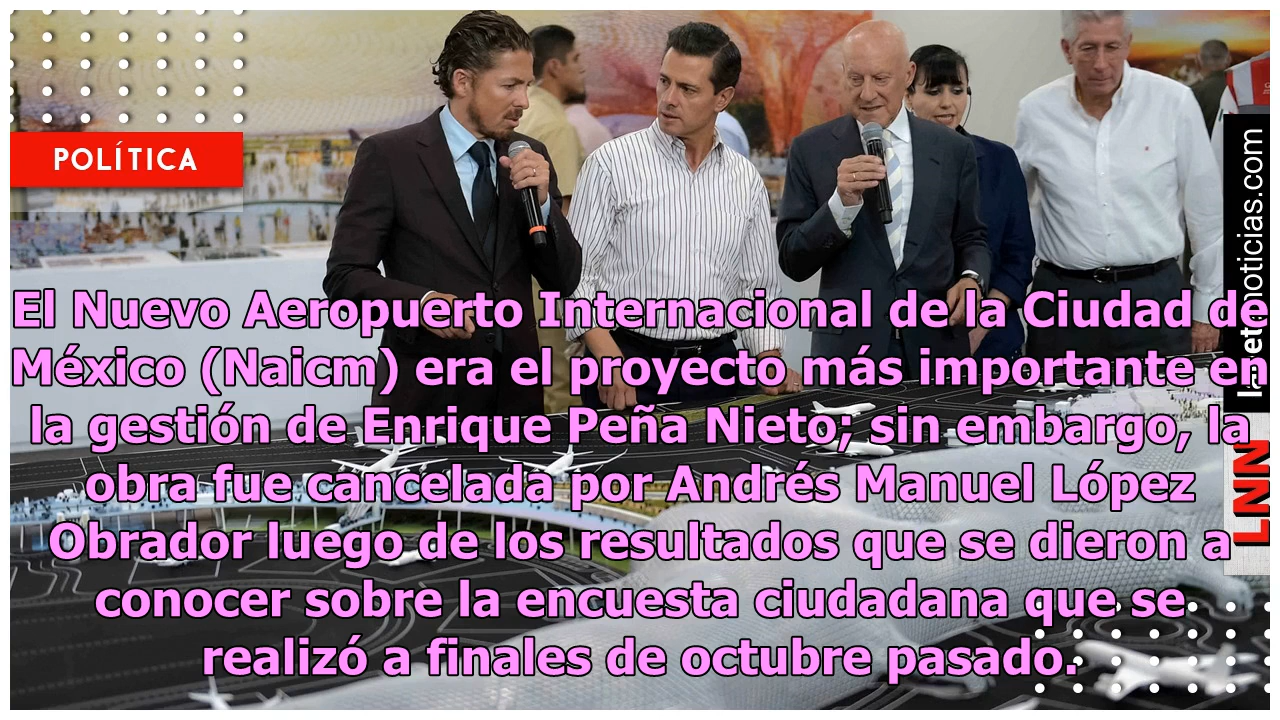 POLÍTICA
El Nuevo Aeropuerto Internacional de la Ciudad de
México (Naicm) era el proyecto más importante en
la gestión de Enrique Peña Nieto; sin embargo, la
obra fue cancelada por Andrés Manuel López
Obrador luego de los resultados que se dieron a
conocer sobre la encuesta ciudadana que se
realizó a finales de octubre pasado.
LNN